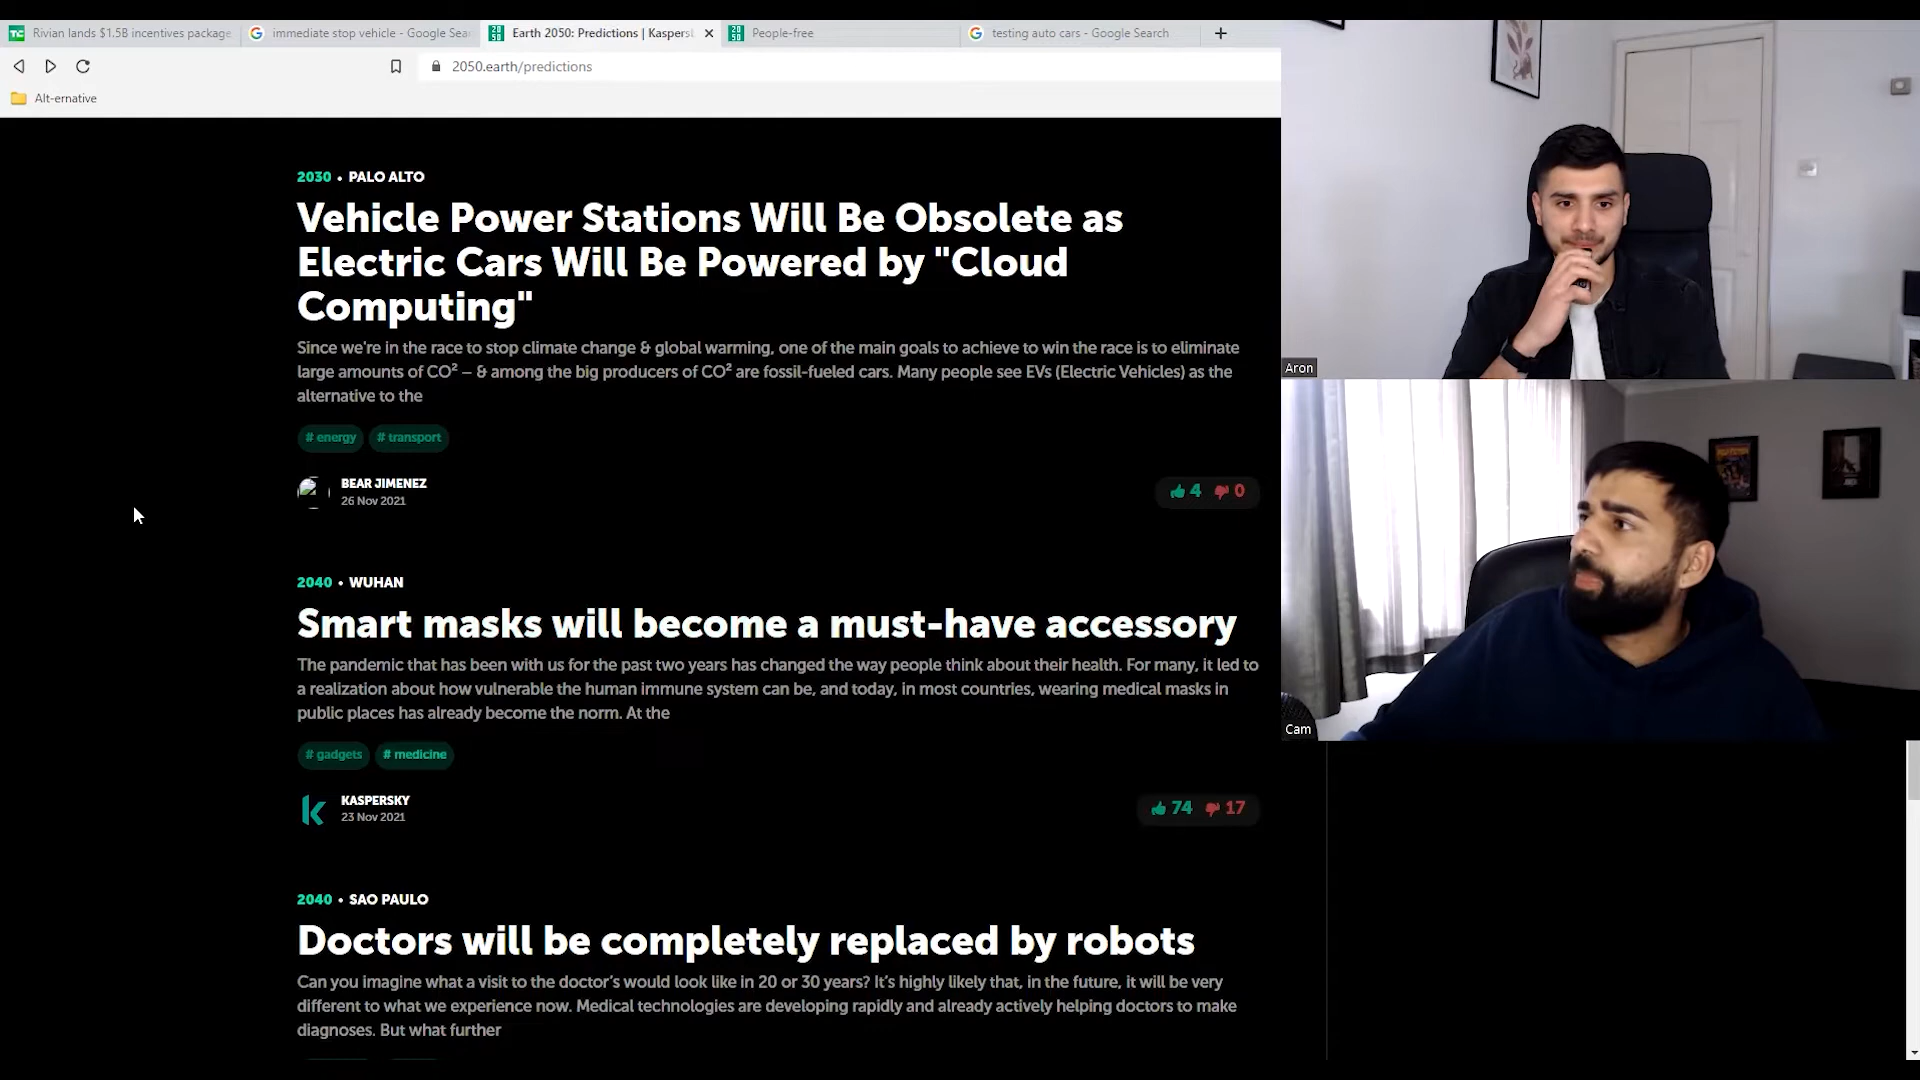 Rivian lands $1.5B incentives package
immediate stop vehicle - Google Sea
Earth 2050: Predictions | Kaspers
People-free
testing auto cars - Google Search
2050.earth/predictions
Alt-ernative
2030 • PALO ALTO
Vehicle Power Stations Will Be Obsolete as
Electric Cars Will Be Powered by "Cloud
Computing"
Since we're in the race to stop climate change & global warming, one of the main goals to achieve to win the race is to eliminate
large amounts of CO² – & among the big producers of CO² are fossil-fueled cars. Many people see EVs (Electric Vehicles) as the
alternative to the
# energy # transport
BEAR JIMENEZ
26 Nov 2021
4 0
2040 • WUHAN
Smart masks will become a must-have accessory
The pandemic that has been with us for the past two years has changed the way people think about their health. For many, it led to
a realization about how vulnerable the human immune system can be, and today, in most countries, wearing medical masks in
public places has already become the norm. At the
# gadgets # medicine
KASPERSKY
23 Nov 2021
74 17
2040 • SAO PAULO
Doctors will be completely replaced by robots
Can you imagine what a visit to the doctor's would look like in 20 or 30 years? It's highly likely that, in the future, it will be very
different to what we experience now. Medical technologies are developing rapidly and already actively helping doctors to make
diagnoses. But what further
Aron
Cam